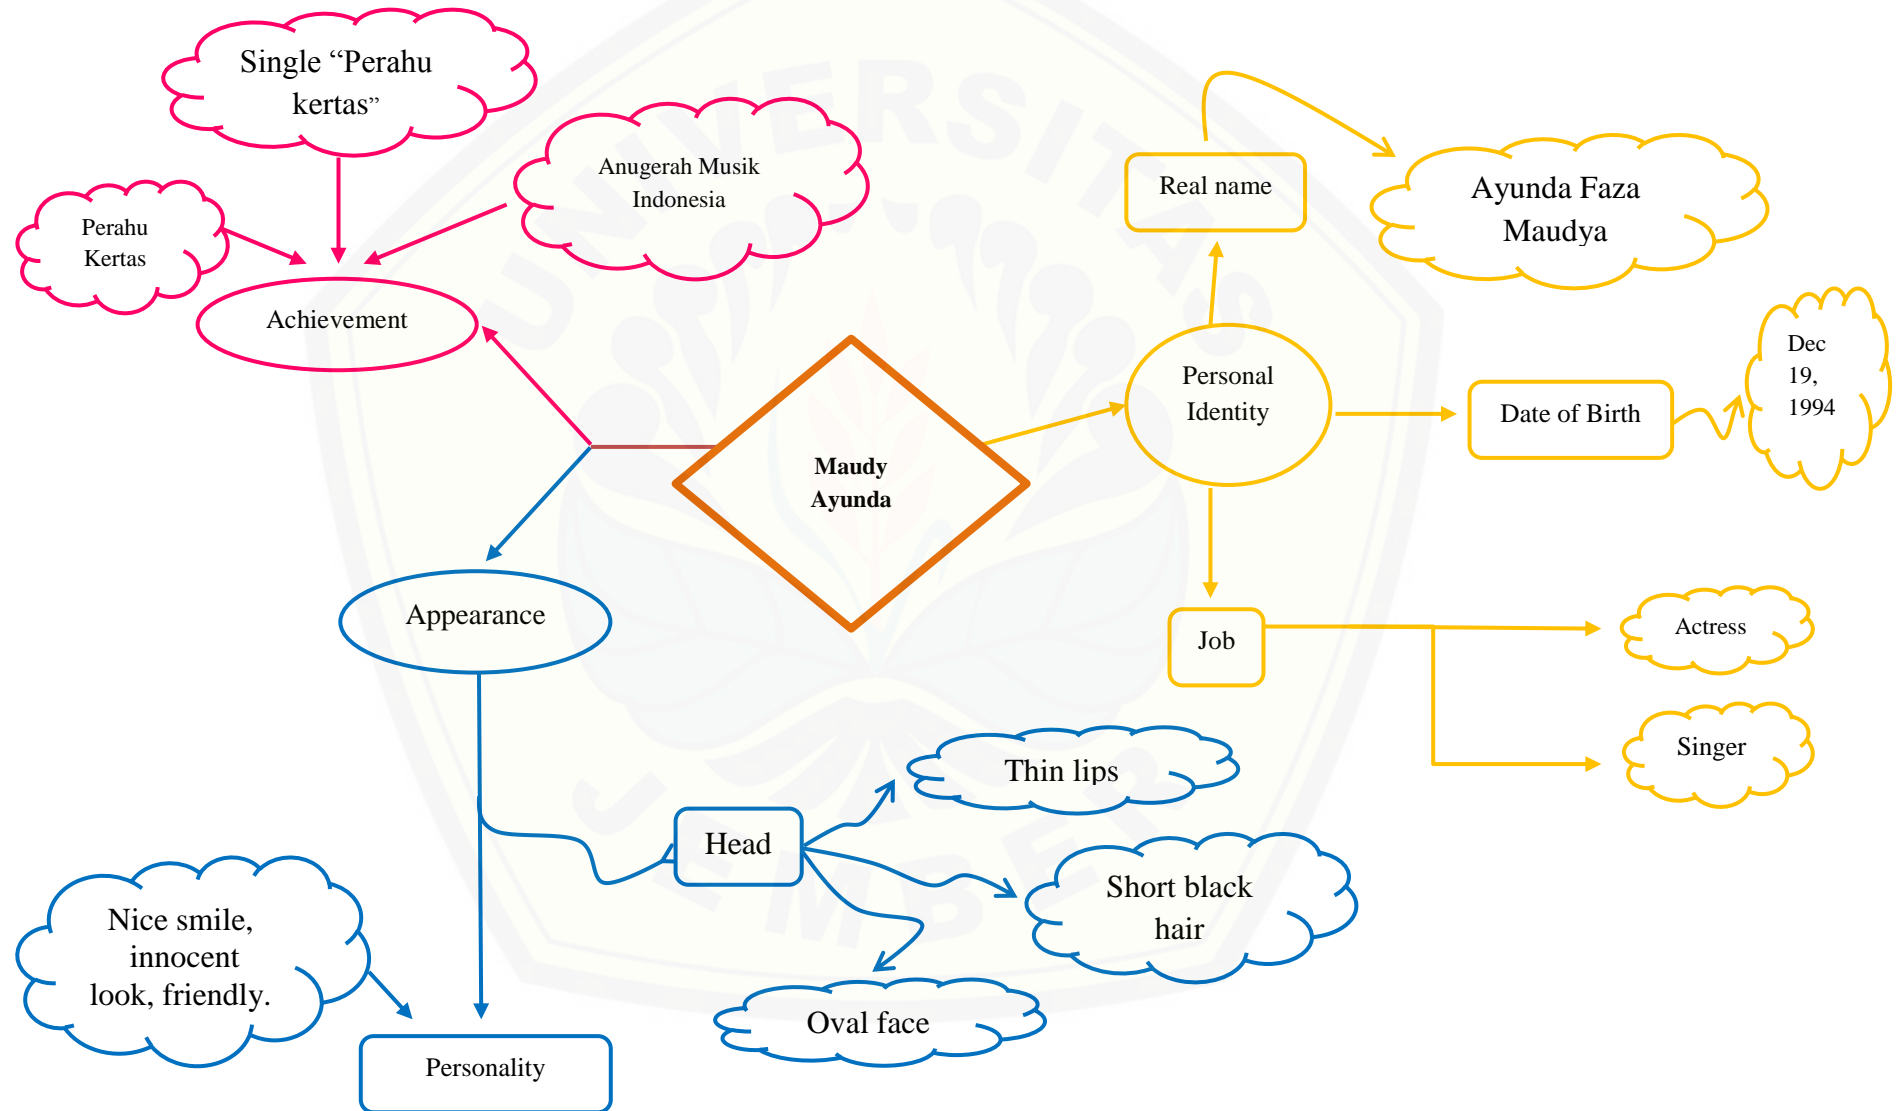 Single “Perahu
kertas”
Anugerah Musik
Indonesia
Perahu
Kertas
Achievement
Real name
Ayunda Faza
Maudya
Personal
Identity
Date of Birth
Dec
19,
1994
Maudy
Ayunda
Appearance
Job
Actress
Singer
Thin lips
Head
Short black
hair
Oval face
Nice smile,
innocent
look, friendly.
Personality
UNIVERSITAS
JEMBER